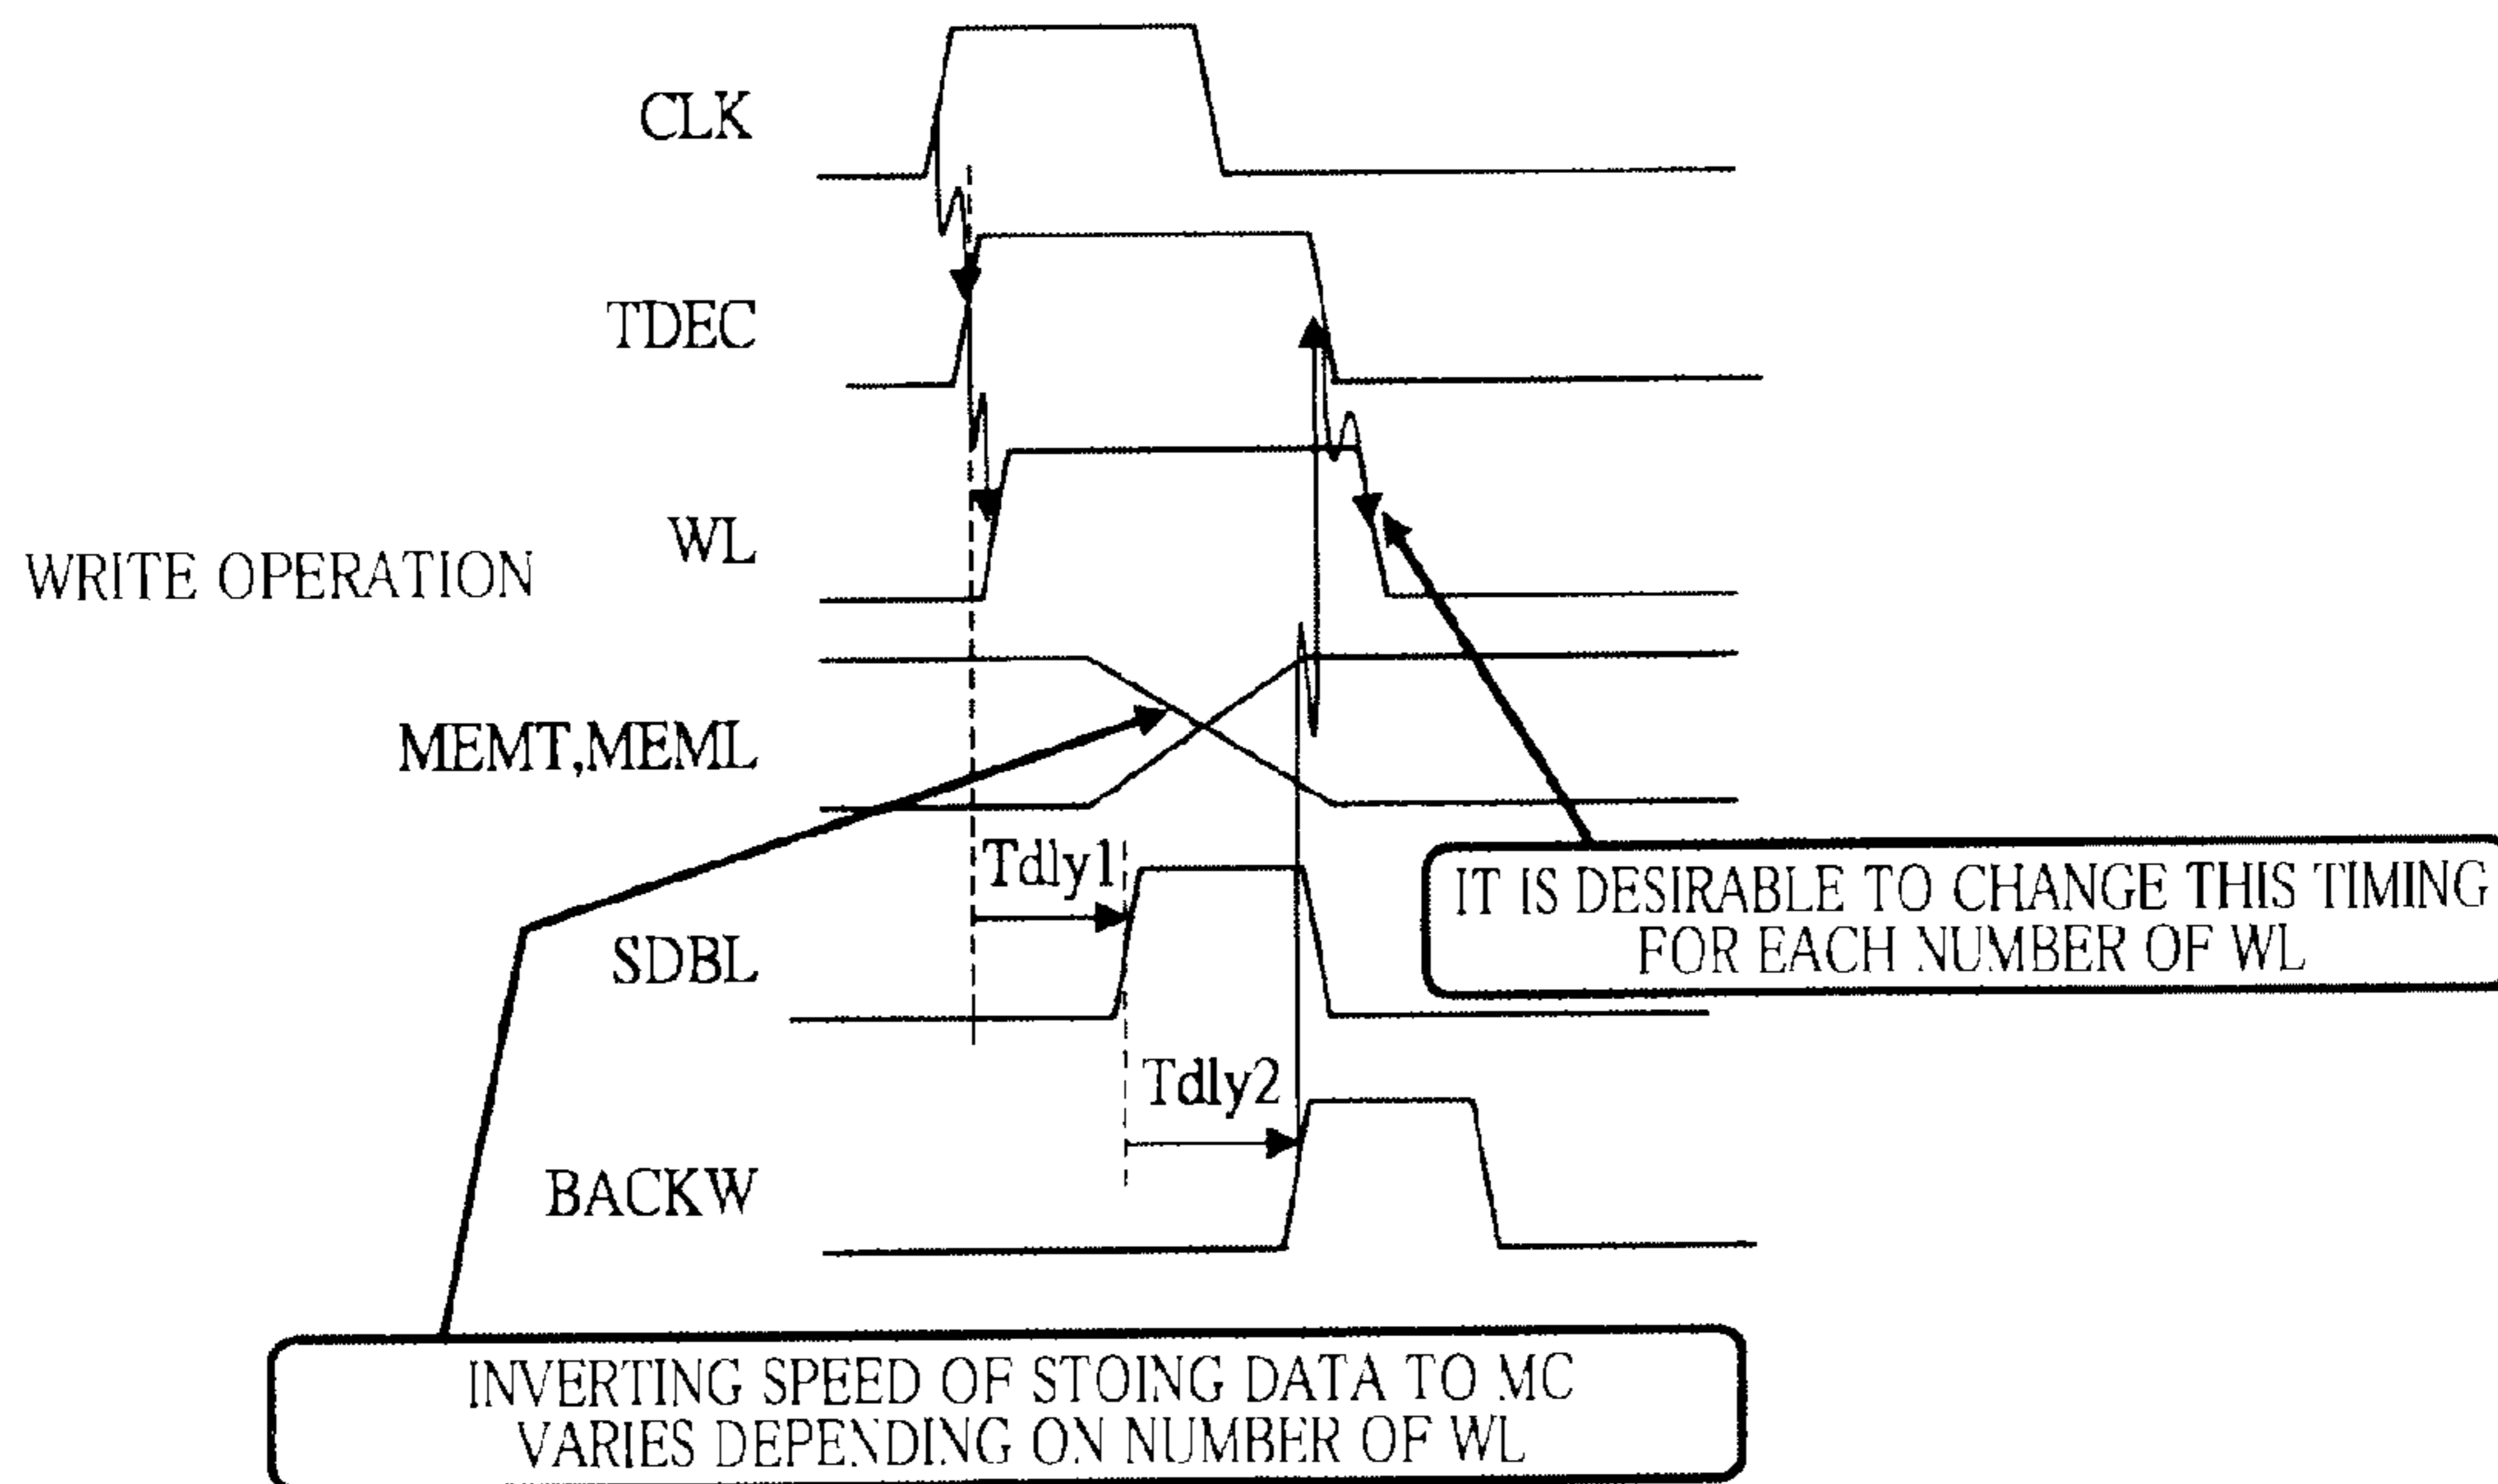 CLK
TDEC
WL
WRITE OPERATION
MEMT,MEML
Tdly1
SDBL
IT IS DESIRABLE TO CHANGE THIS TIMING
FOR EACH NUMBER OF WL
Tdly2
BACKW
INVERTING SPEED OF STOING DATA TO MC
VARIES DEPENDING ON NUMBER OF WL